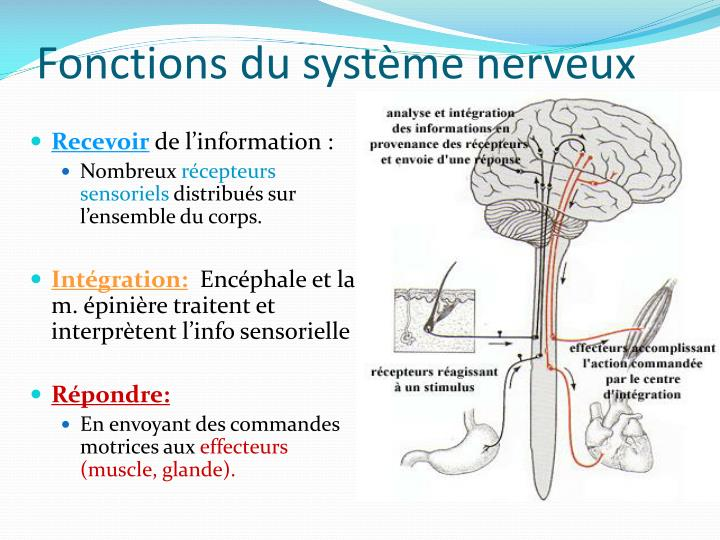 Fonctions du système nerveux
Recevoir de l’information :
Nombreux récepteurs
sensoriels distribués sur
l’ensemble du corps.
Intégration: Encéphale et la
m. épinière traitent et
interprètent l’info sensorielle
Répondre:
En envoyant des commandes
motrices aux effecteurs
(muscle, glande).
analyse et intégration
des informations en
provenance des récepteurs
et envoie d'une réponse
récepteurs réagissant
à un stimulus
effecteurs accomplissant
l'action commandée
par le centre
d'intégration